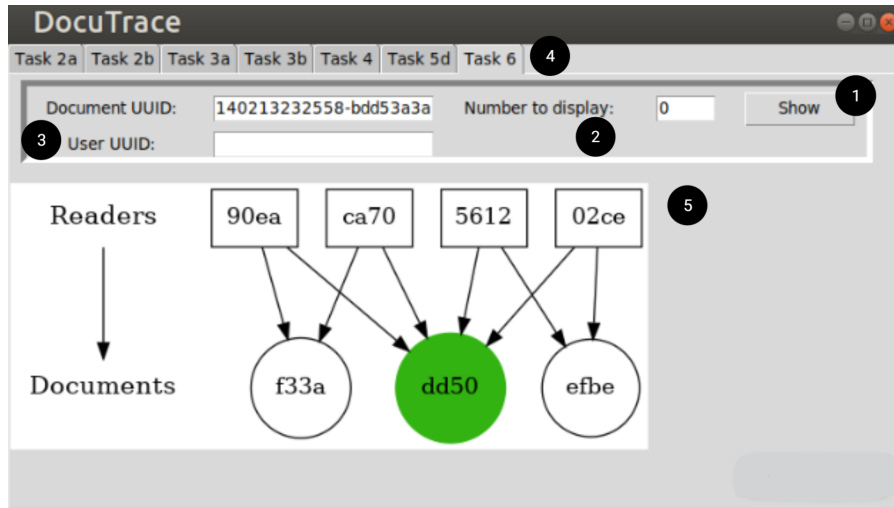 DocuTrace
Task 2a Task 2b Task 3a Task 3b Task 4 Task 5d Task 6 4
Document UUID: 140213232558-bdd53a3a Number to display: 0 Show 1
3 User UUID: 2
Readers 90ea ca70 5612 02ce 5
Documents f33a dd50 efbe